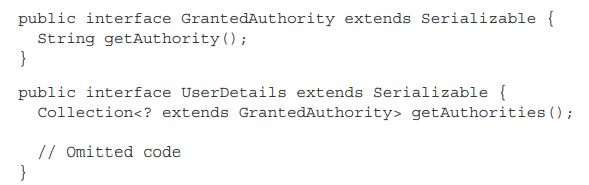 public interface GrantedAuthority extends Serializable {
  String getAuthority();
}
public interface UserDetails extends Serializable {
  Collection<? extends GrantedAuthority> getAuthorities();
  // Omitted code
}